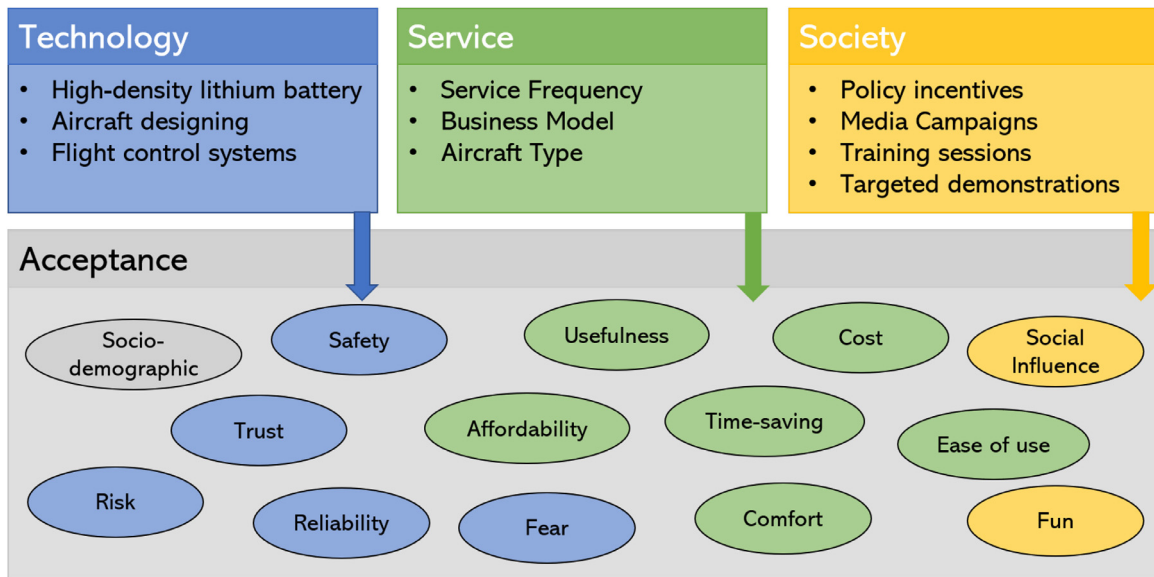 Technology
• High-density lithium battery
• Aircraft designing
• Flight control systems
Service
• Service Frequency
• Business Model
• Aircraft Type
Society
• Policy incentives
• Media Campaigns
• Training sessions
• Targeted demonstrations
Acceptance
Socio-
demographic
Safety
Usefulness
Cost
Social
Influence
Trust
Affordability
Time-saving
Ease of use
Risk
Reliability
Fear
Comfort
Fun